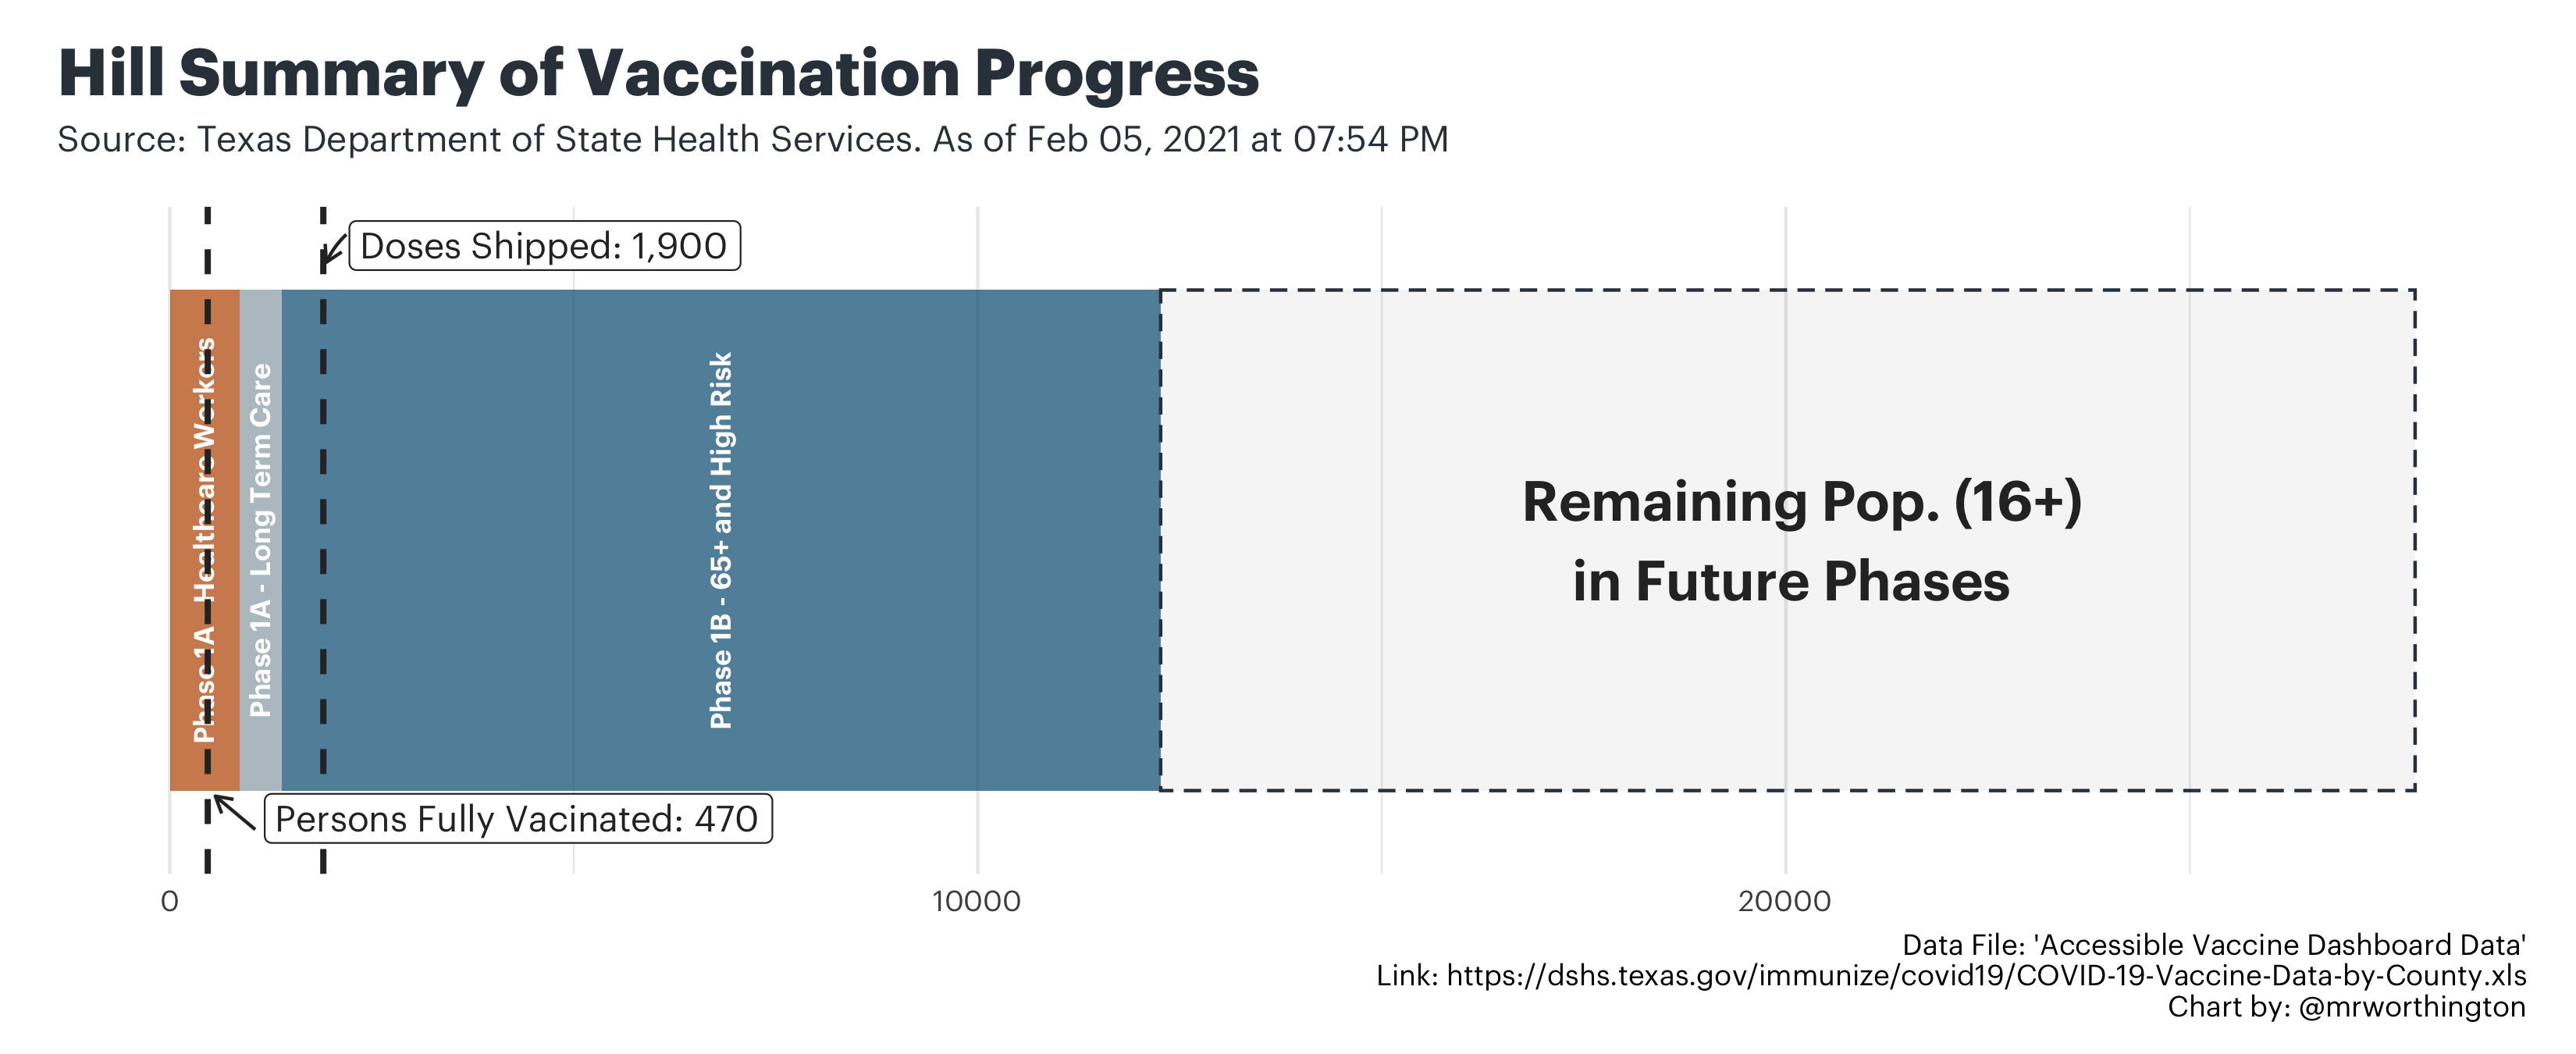 Hill Summary of Vaccination Progress
Source: Texas Department of State Health Services. As of Feb 05, 2021 at 07:54 PM
Doses Shipped: 1,900
Phase 1A - Healthcare Workers
Phase 1A - Long Term Care
Phase 1B - 65+ and High Risk
Remaining Pop. (16+)
in Future Phases
Persons Fully Vacinated: 470
0
10000
20000
Data File: 'Accessible Vaccine Dashboard Data'
Link: https://dshs.texas.gov/immunize/covid19/COVID-19-Vaccine-Data-by-County.xls
Chart by: @mrworthington